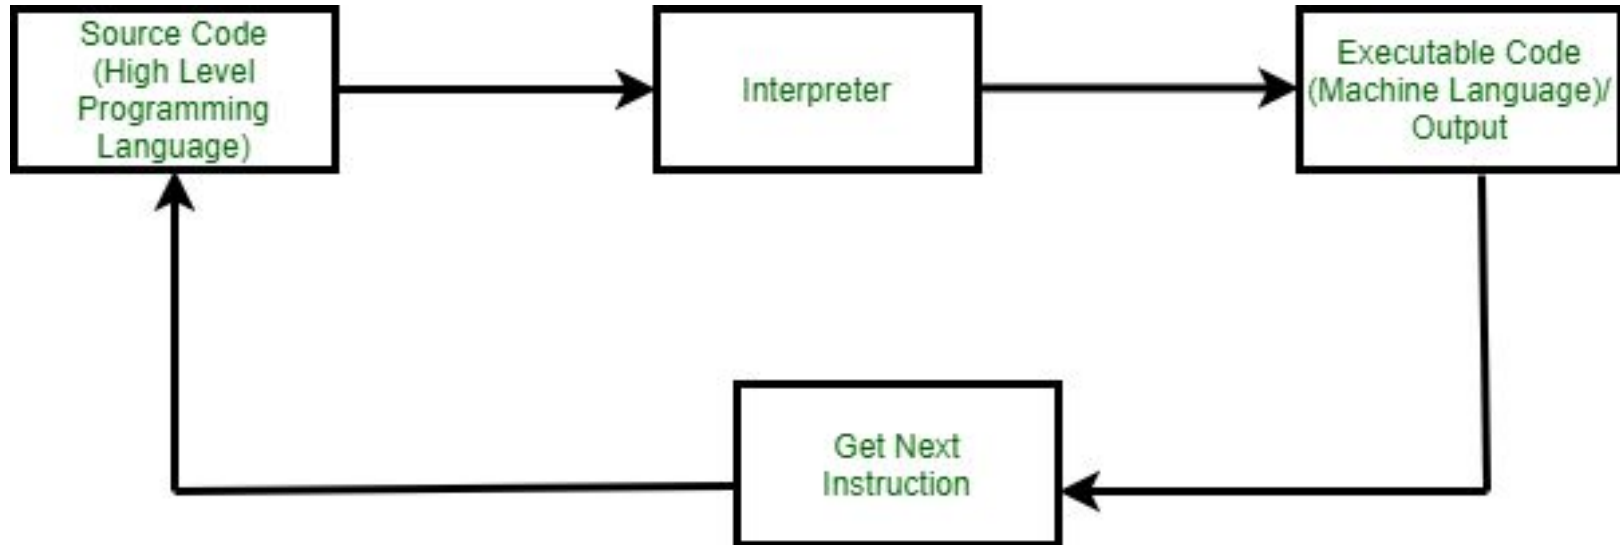 Source Code
(High Level
Programming
Language)
Interpreter
Executable Code
(Machine Language)/
Output
Get Next
Instruction